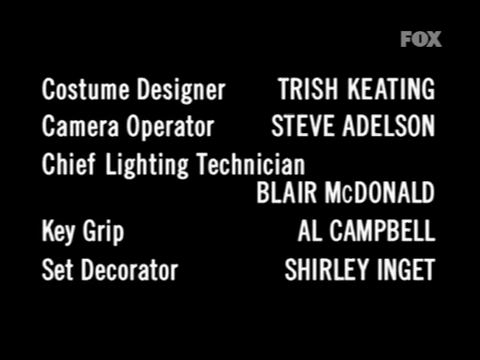 FOX
Costume Designer TRISH KEATING
Camera Operator STEVE ADELSON
Chief Lighting Technician
BLAIR McDONALD
Key Grip AL CAMPBELL
Set Decorator SHIRLEY INGET